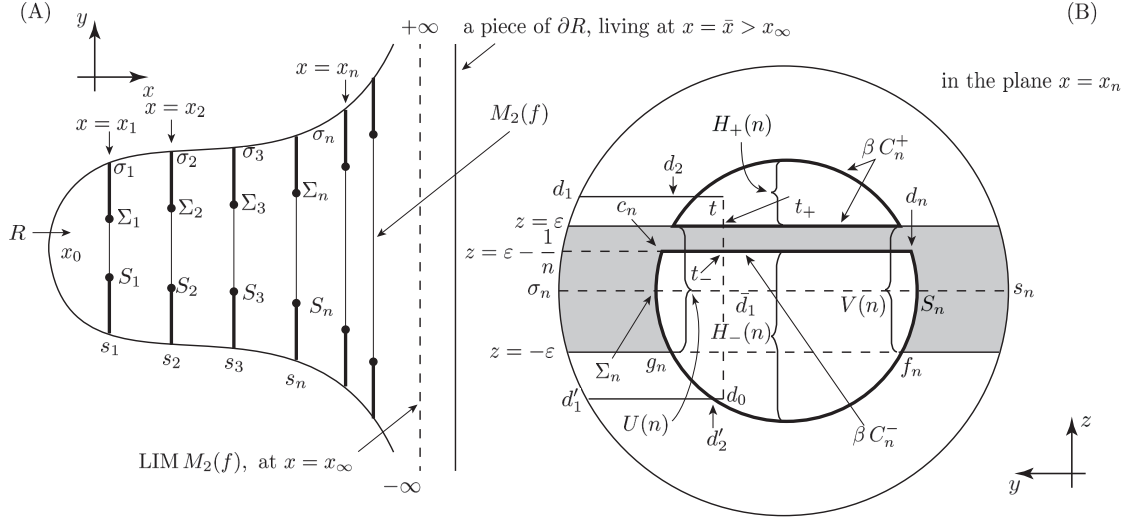 (A)
y
x
+∞
a piece of ∂R, living at x = x̄ > x∞
(B)
x = xₙ
in the plane x = xₙ
x = x₂
x = x₁
M₂(f)
σ₁
σ₂
σ₃
σₙ
Σ₁
Σ₂
Σ₃
Σₙ
R
x₀
S₁
S₂
S₃
Sₙ
s₁
s₂
s₃
sₙ
LIM M₂(f), at x = x∞
−∞
H₊(n)
β Cₙ⁺
d₁
d₂
t
t₊
dₙ
z = ε
cₙ
z = ε − 1/n
t₋
σₙ
d̄₁
V(n)
Sₙ
sₙ
H₋(n)
z = −ε
Σₙ
gₙ
fₙ
d′₁
d₀
U(n)
d′₂
β Cₙ⁻
z
y